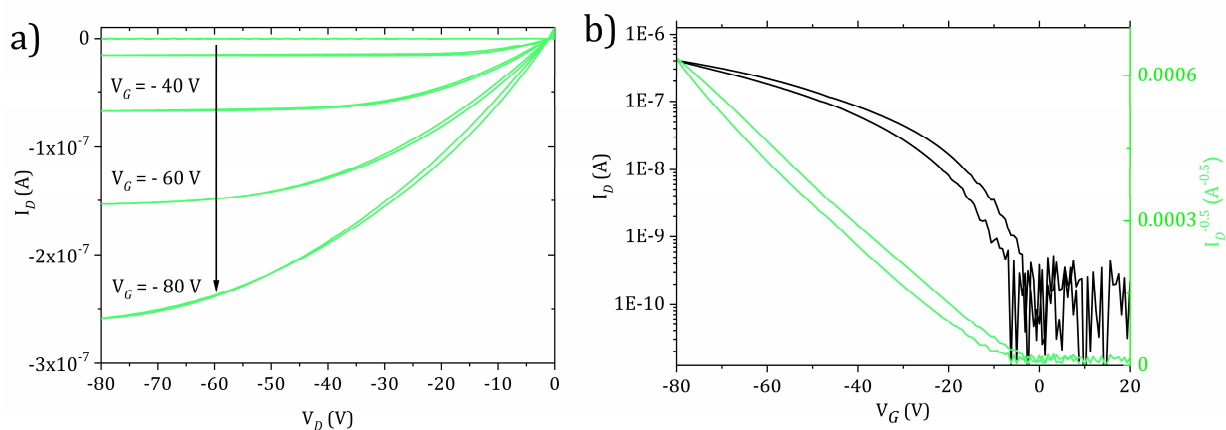 a)
0
-1x10⁻⁷
-2x10⁻⁷
-3x10⁻⁷
I_D (A)
V_G = - 40 V
V_G = - 60 V
V_G = - 80 V
-80 -70 -60 -50 -40 -30 -20 -10 0
V_D (V)
b)
1E-6
1E-7
1E-8
1E-9
1E-10
I_D (A)
0.0006
0.0003
0
I_D^-0.5 (A^-0.5)
-80 -60 -40 -20 0 20
V_G (V)